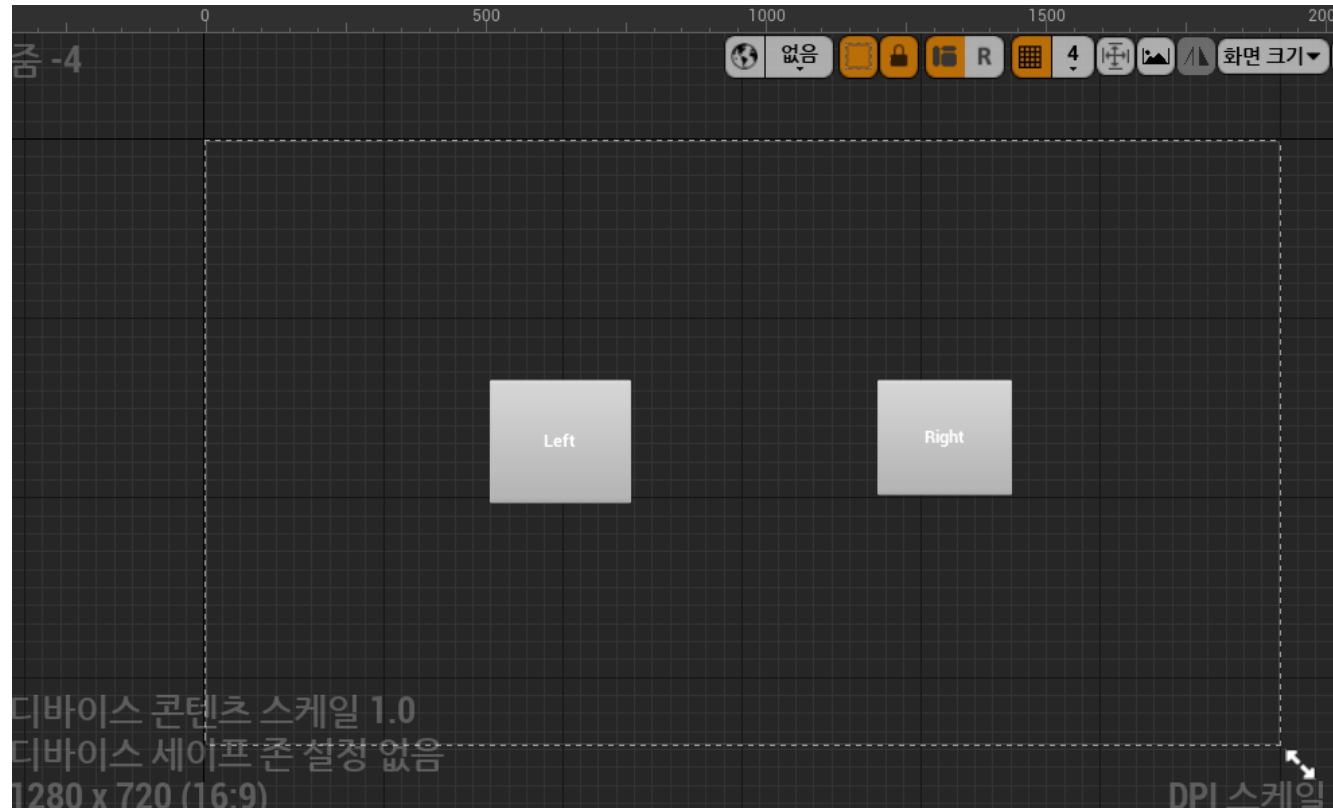 0 500 1000 1500 200
줌 -4
없음 R 4 화면 크기
Left
Right
디바이스 콘텐츠 스케일 1.0
디바이스 세이프 존 설정 없음
1280 x 720 (16:9)
DPI 스케일